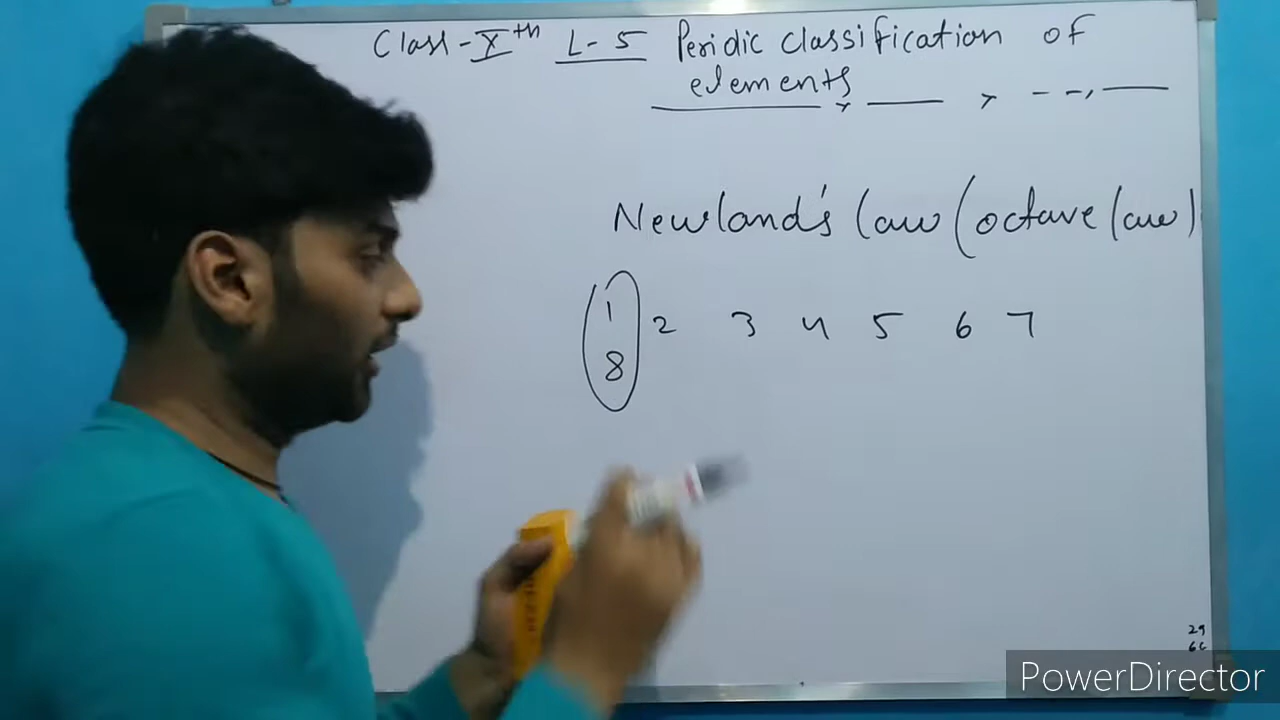 Class-Xth L-5 Peridic classification of
elements
Newland's law (octave law)
1 2 3 4 5 6 7
8
29
PowerDirector